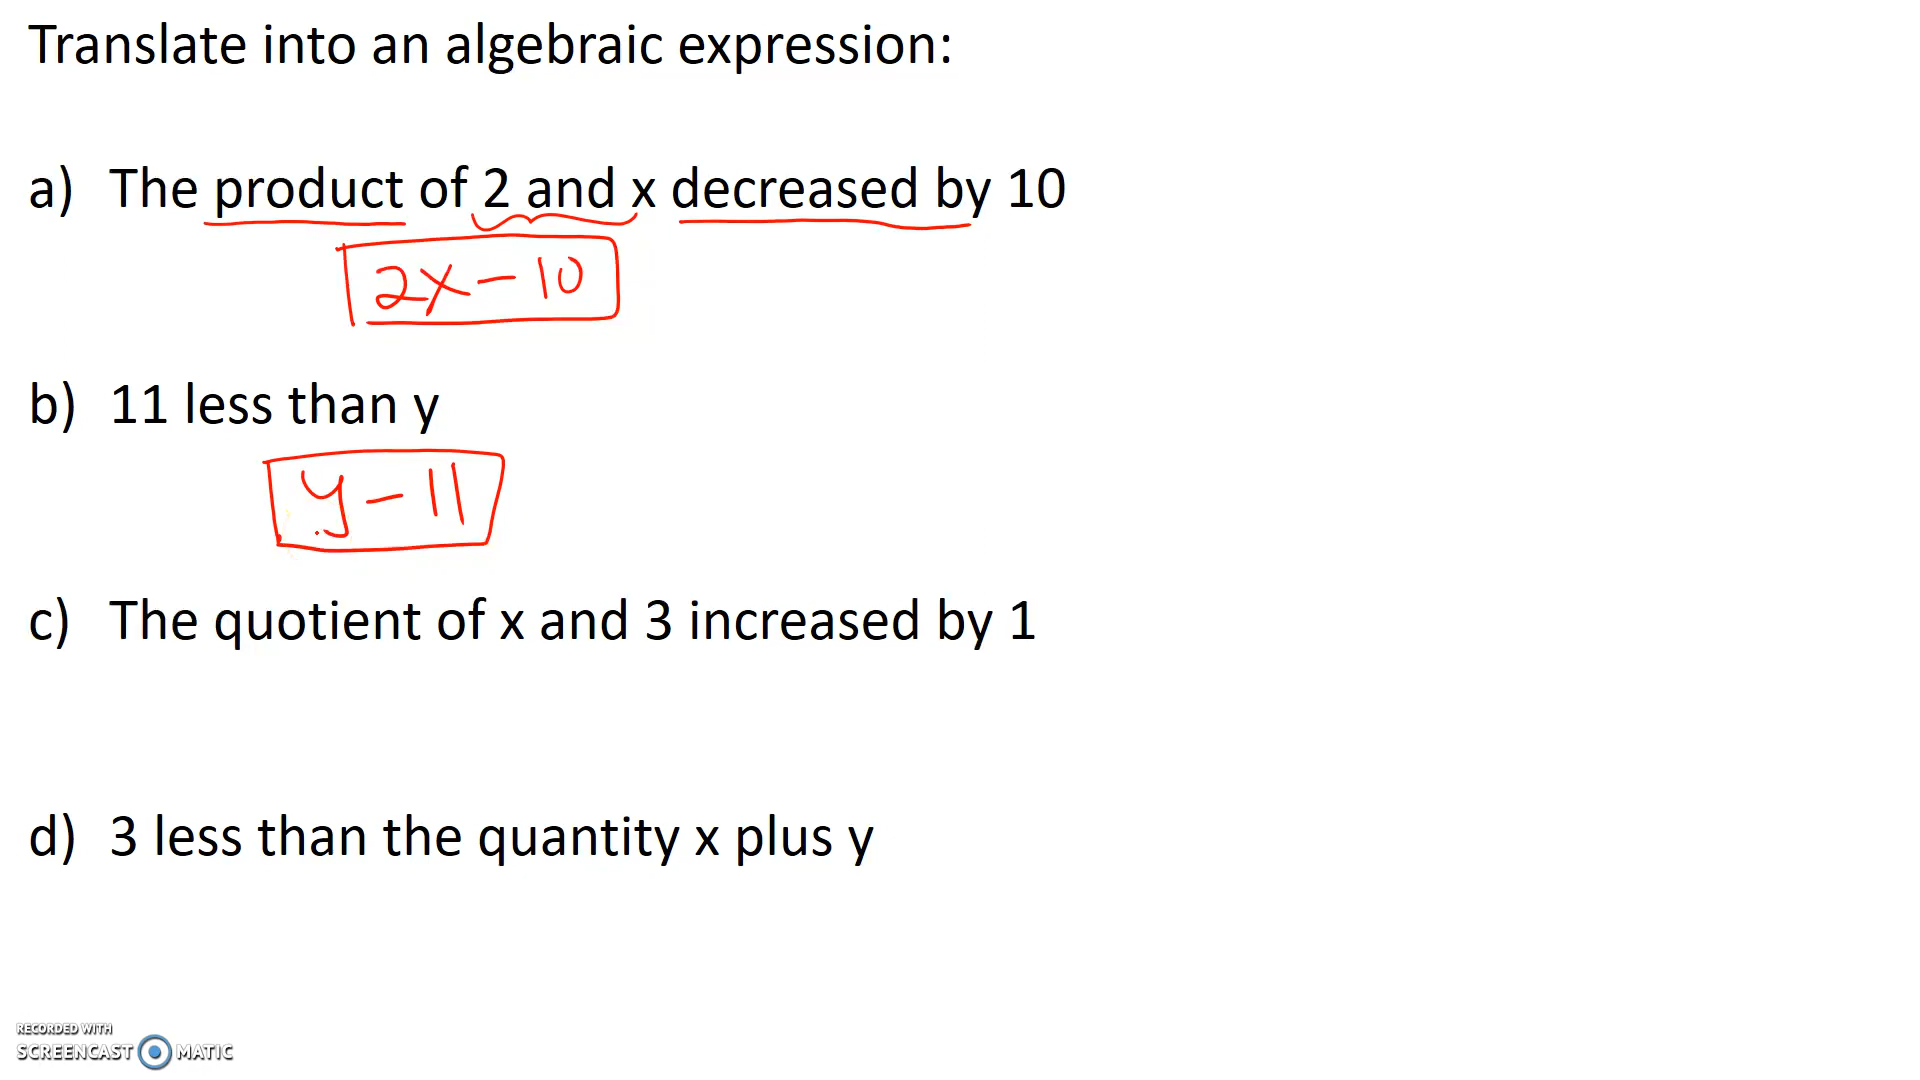 Translate into an algebraic expression:
a) The product of 2 and x decreased by 10
2x - 10
b) 11 less than y
y - 11
c) The quotient of x and 3 increased by 1
d) 3 less than the quantity x plus y
RECORDED WITH
SCREENCAST MATIC